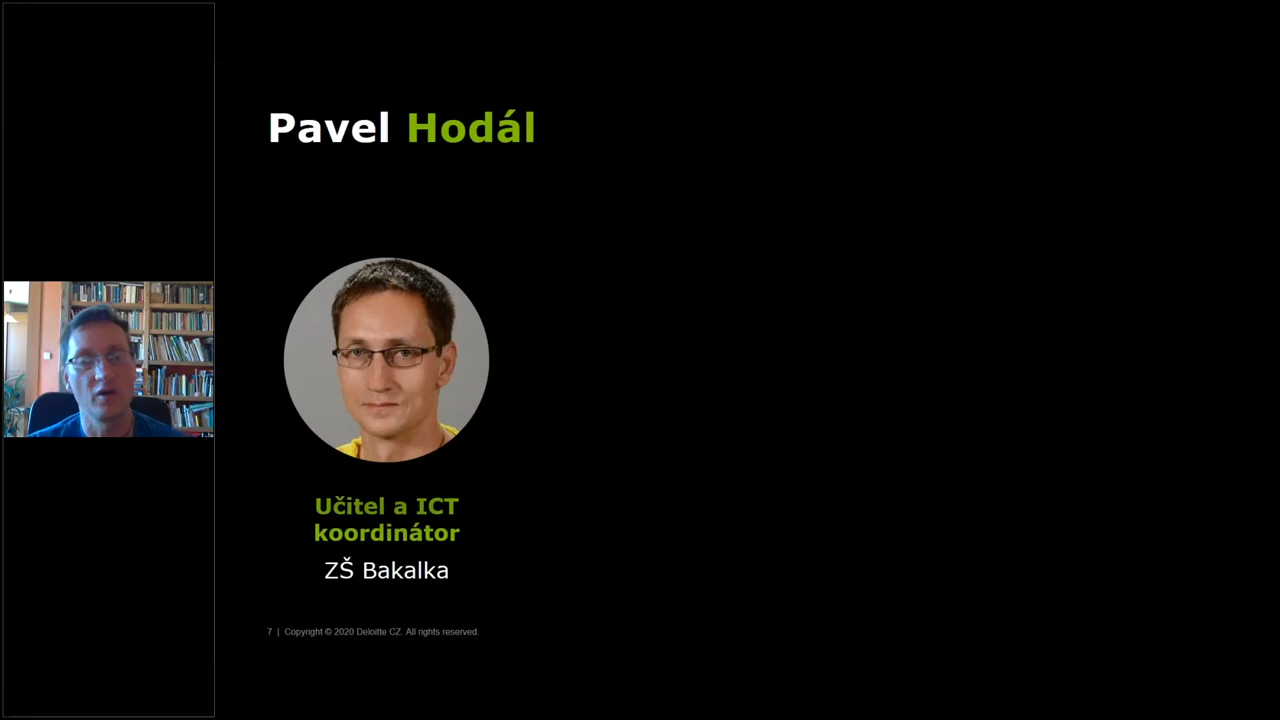 Pavel Hodál
Učitel a ICT
koordinátor
ZŠ Bakalka
7 | Copyright © 2020 Deloitte CZ. All rights reserved.